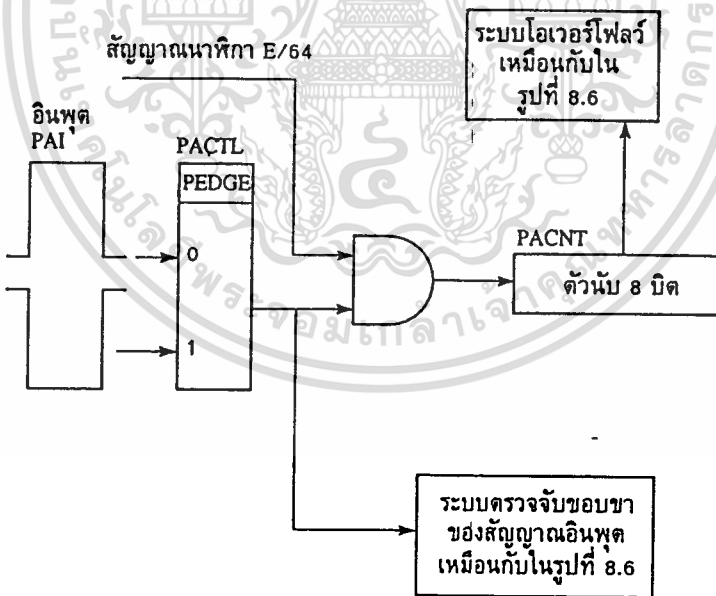 ระบบโอเวอร์โฟลว์
เหมือนกับใน
รูปที่ 8.6
สัญญาณนาฬิกา E/64
อินพุต
PAI
PACTL
PEDGE
0
1
PACNT
ตัวนับ 8 บิต
ระบบตรวจจับขอบขา
ของสัญญาณอินพุต
เหมือนกับในรูปที่ 8.6